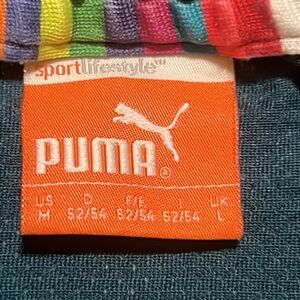 sportlifestyle™
PUMA®
US D F/E I UK
M 52/54 52/54 52/54 L